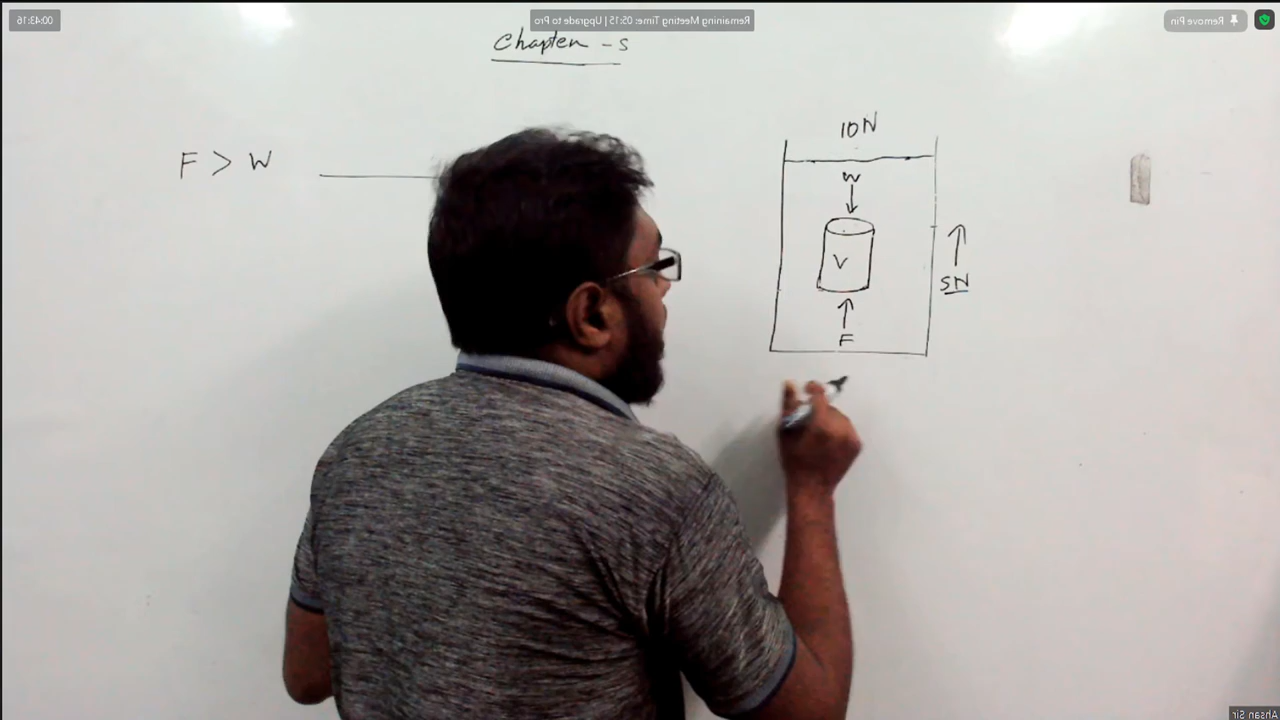 00:43:16
Remaining Meeting Time: 05:15 | Upgrade to Pro
Remove Pin
Chapter - 5
F > W
10N
W
V
5N
F
Ahsan Sir